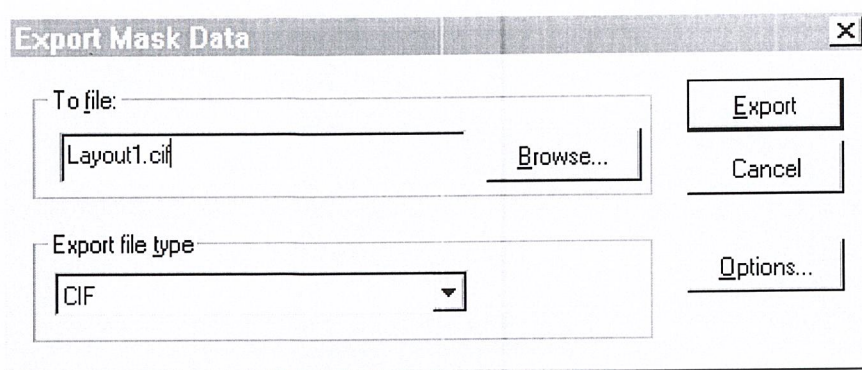 Export Mask Data
To file:
Layout1.cif
Browse...
Export file type
CIF
Export
Cancel
Options...